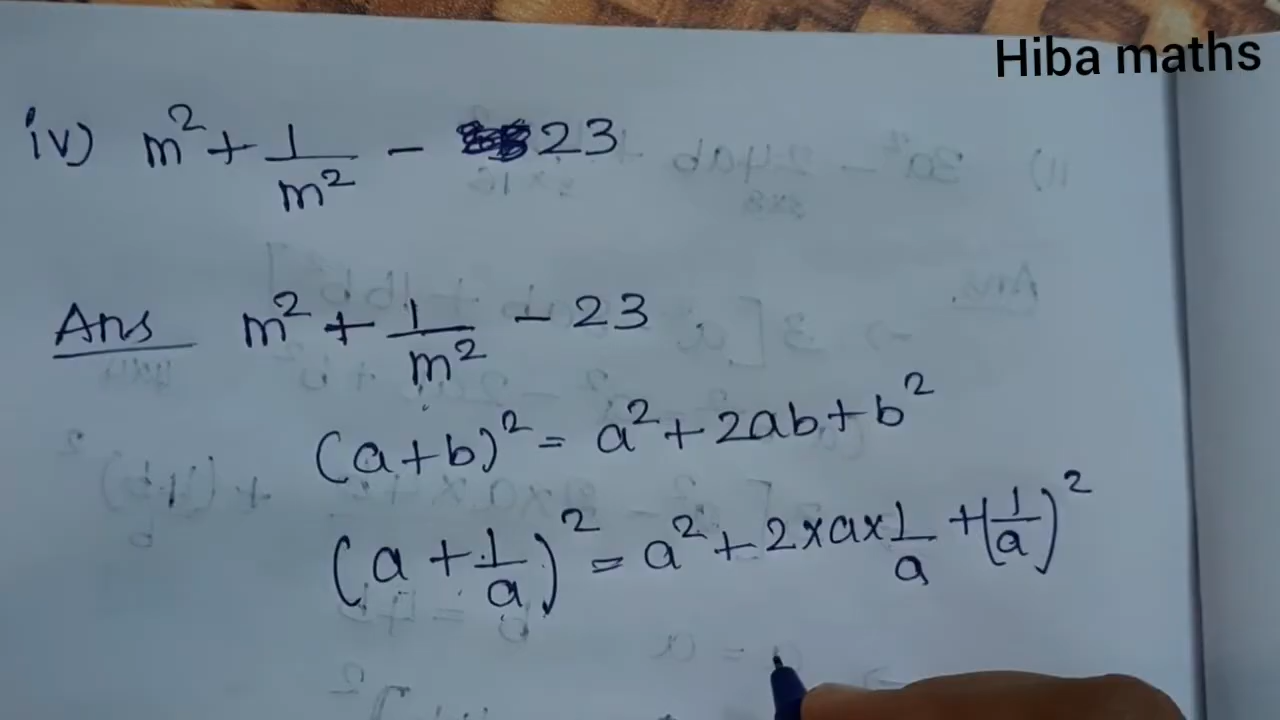 Hiba maths
iv) m² + 1/m² - 23
Ans m² + 1/m² - 23
(a+b)² = a² + 2ab + b²
(a + 1/a)² = a² + 2×a×1/a + (1/a)²